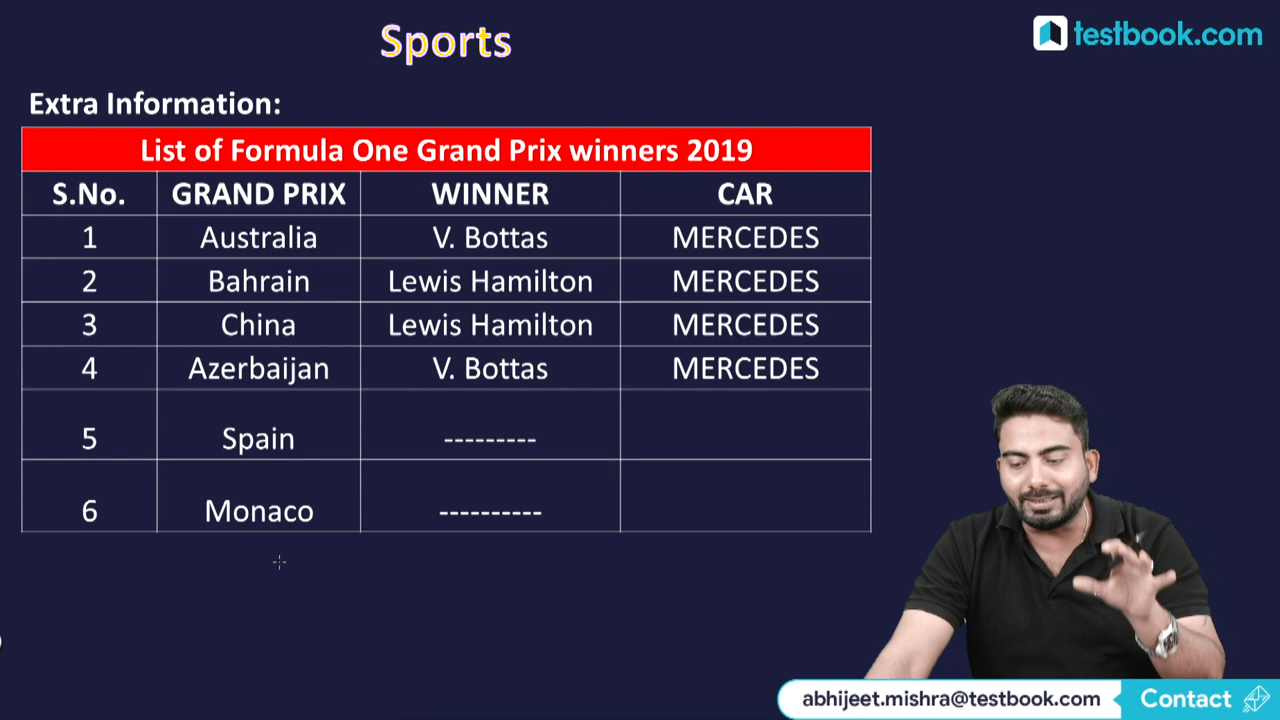 Sports
testbook.com
Extra Information:
List of Formula One Grand Prix winners 2019
S.No. GRAND PRIX WINNER CAR
1 Australia V. Bottas MERCEDES
2 Bahrain Lewis Hamilton MERCEDES
3 China Lewis Hamilton MERCEDES
4 Azerbaijan V. Bottas MERCEDES
5 Spain ---------
6 Monaco ----------
abhijeet.mishra@testbook.com Contact